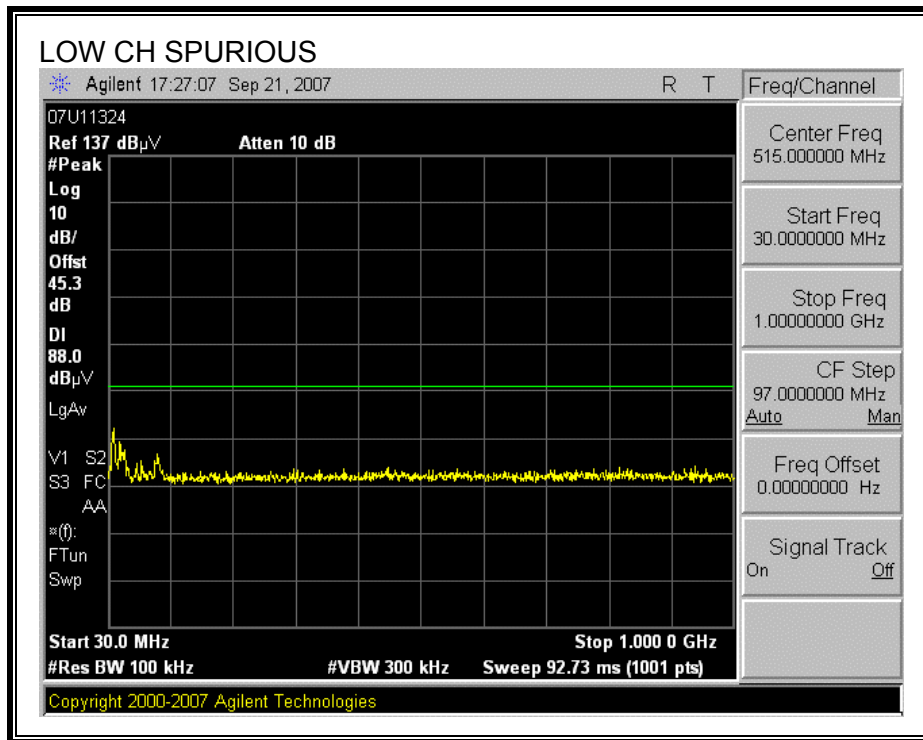 LOW CH SPURIOUS
Agilent 17:27:07 Sep 21, 2007 R T
Freq/Channel
07U11324
Ref 137 dBµV Atten 10 dB
#Peak
Log
10
dB/
Offst
45.3
dB
DI
88.0
dBµV
LgAv
V1 S2
S3 FC
AA
¤(f):
FTun
Swp
Start 30.0 MHz Stop 1.000 0 GHz
#Res BW 100 kHz #VBW 300 kHz Sweep 92.73 ms (1001 pts)
Copyright 2000-2007 Agilent Technologies
Center Freq
515.000000 MHz
Start Freq
30.0000000 MHz
Stop Freq
1.00000000 GHz
CF Step
97.0000000 MHz
Auto Man
Freq Offset
0.00000000 Hz
Signal Track
On Off